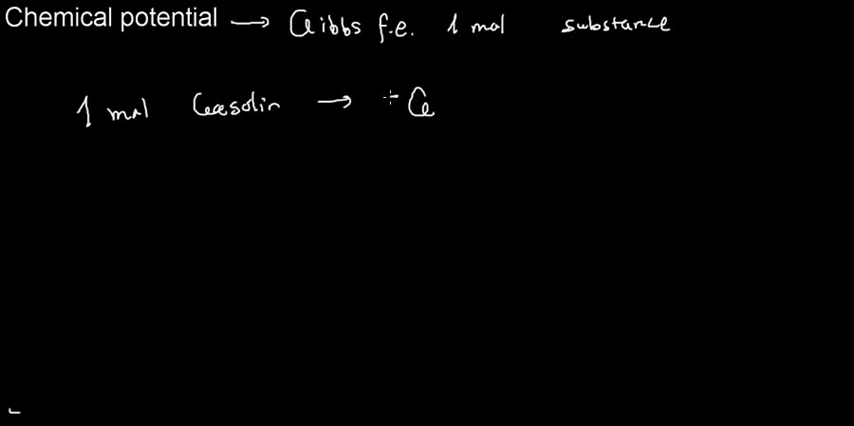 Chemical potential → Gibbs f.e. 1 mol substance
1 mol Gasolin → - G